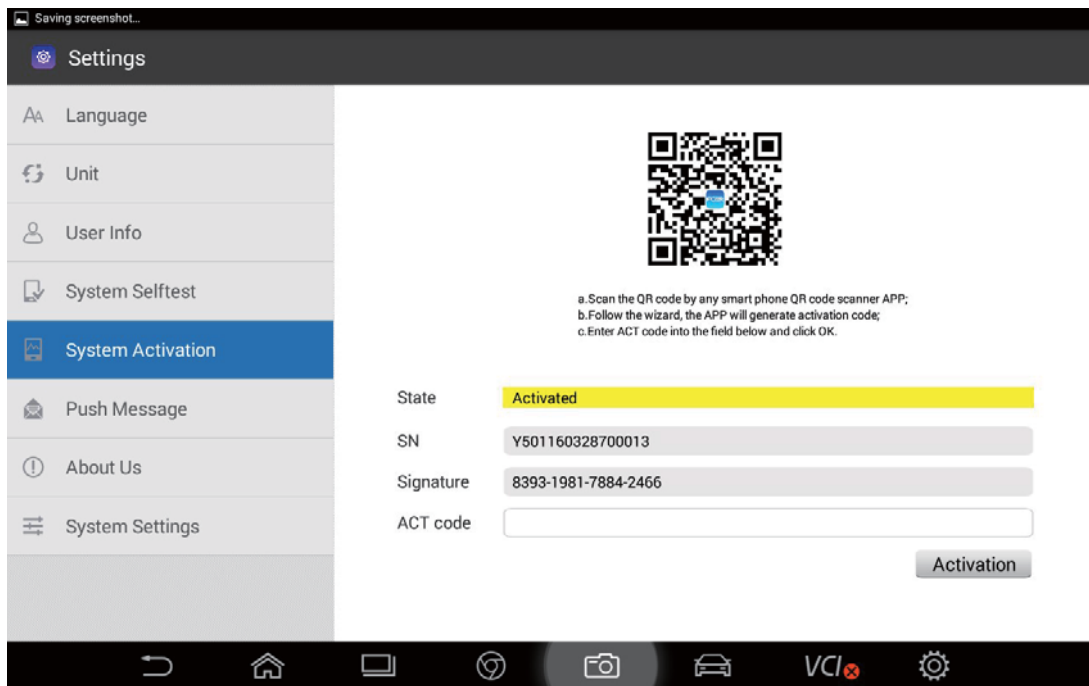 Saving screenshot...
Settings
Language
Unit
User Info
System Selftest
System Activation
Push Message
About Us
System Settings
a.Scan the QR code by any smart phone QR code scanner APP;
b.Follow the wizard, the APP will generate activation code;
c.Enter ACT code into the field below and click OK.
State Activated
SN Y501160328700013
Signature 8393-1981-7884-2466
ACT code
Activation
VCI